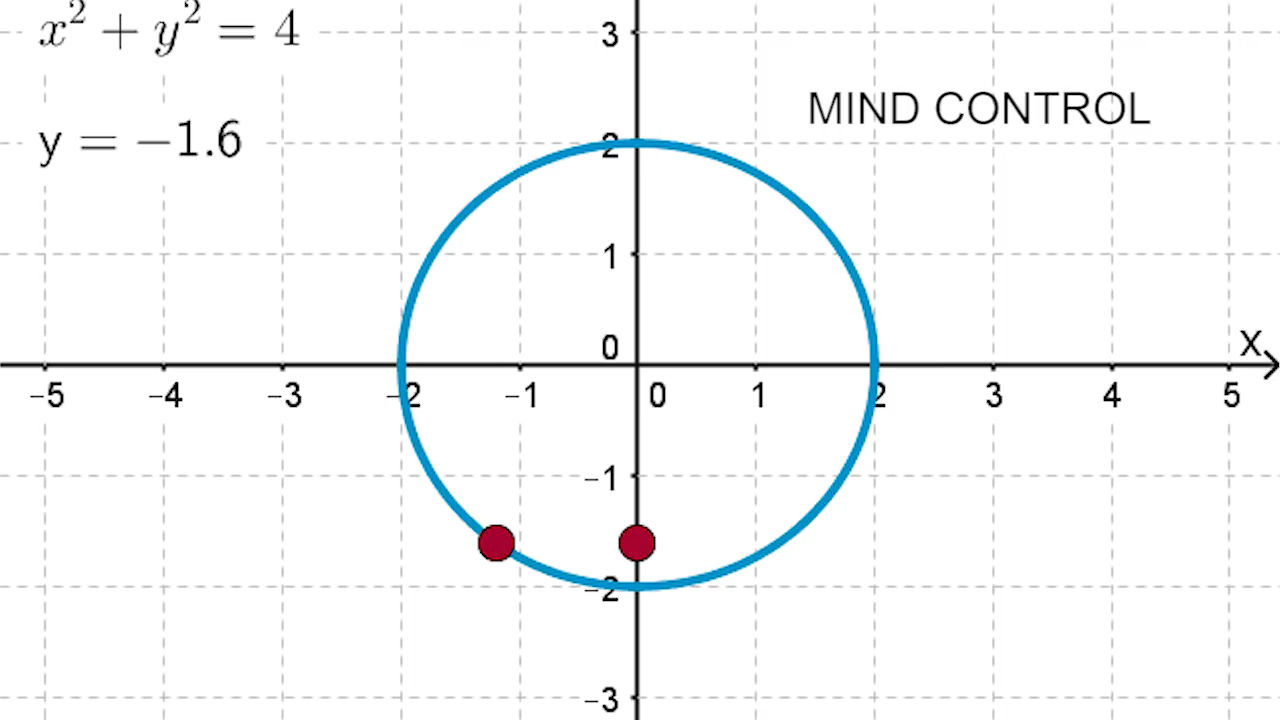 x² + y² = 4
3
MIND CONTROL
y = −1.6
2
1
0
X
−5 −4 −3 −2 −1 0 1 2 3 4 5
−1
−2
−3